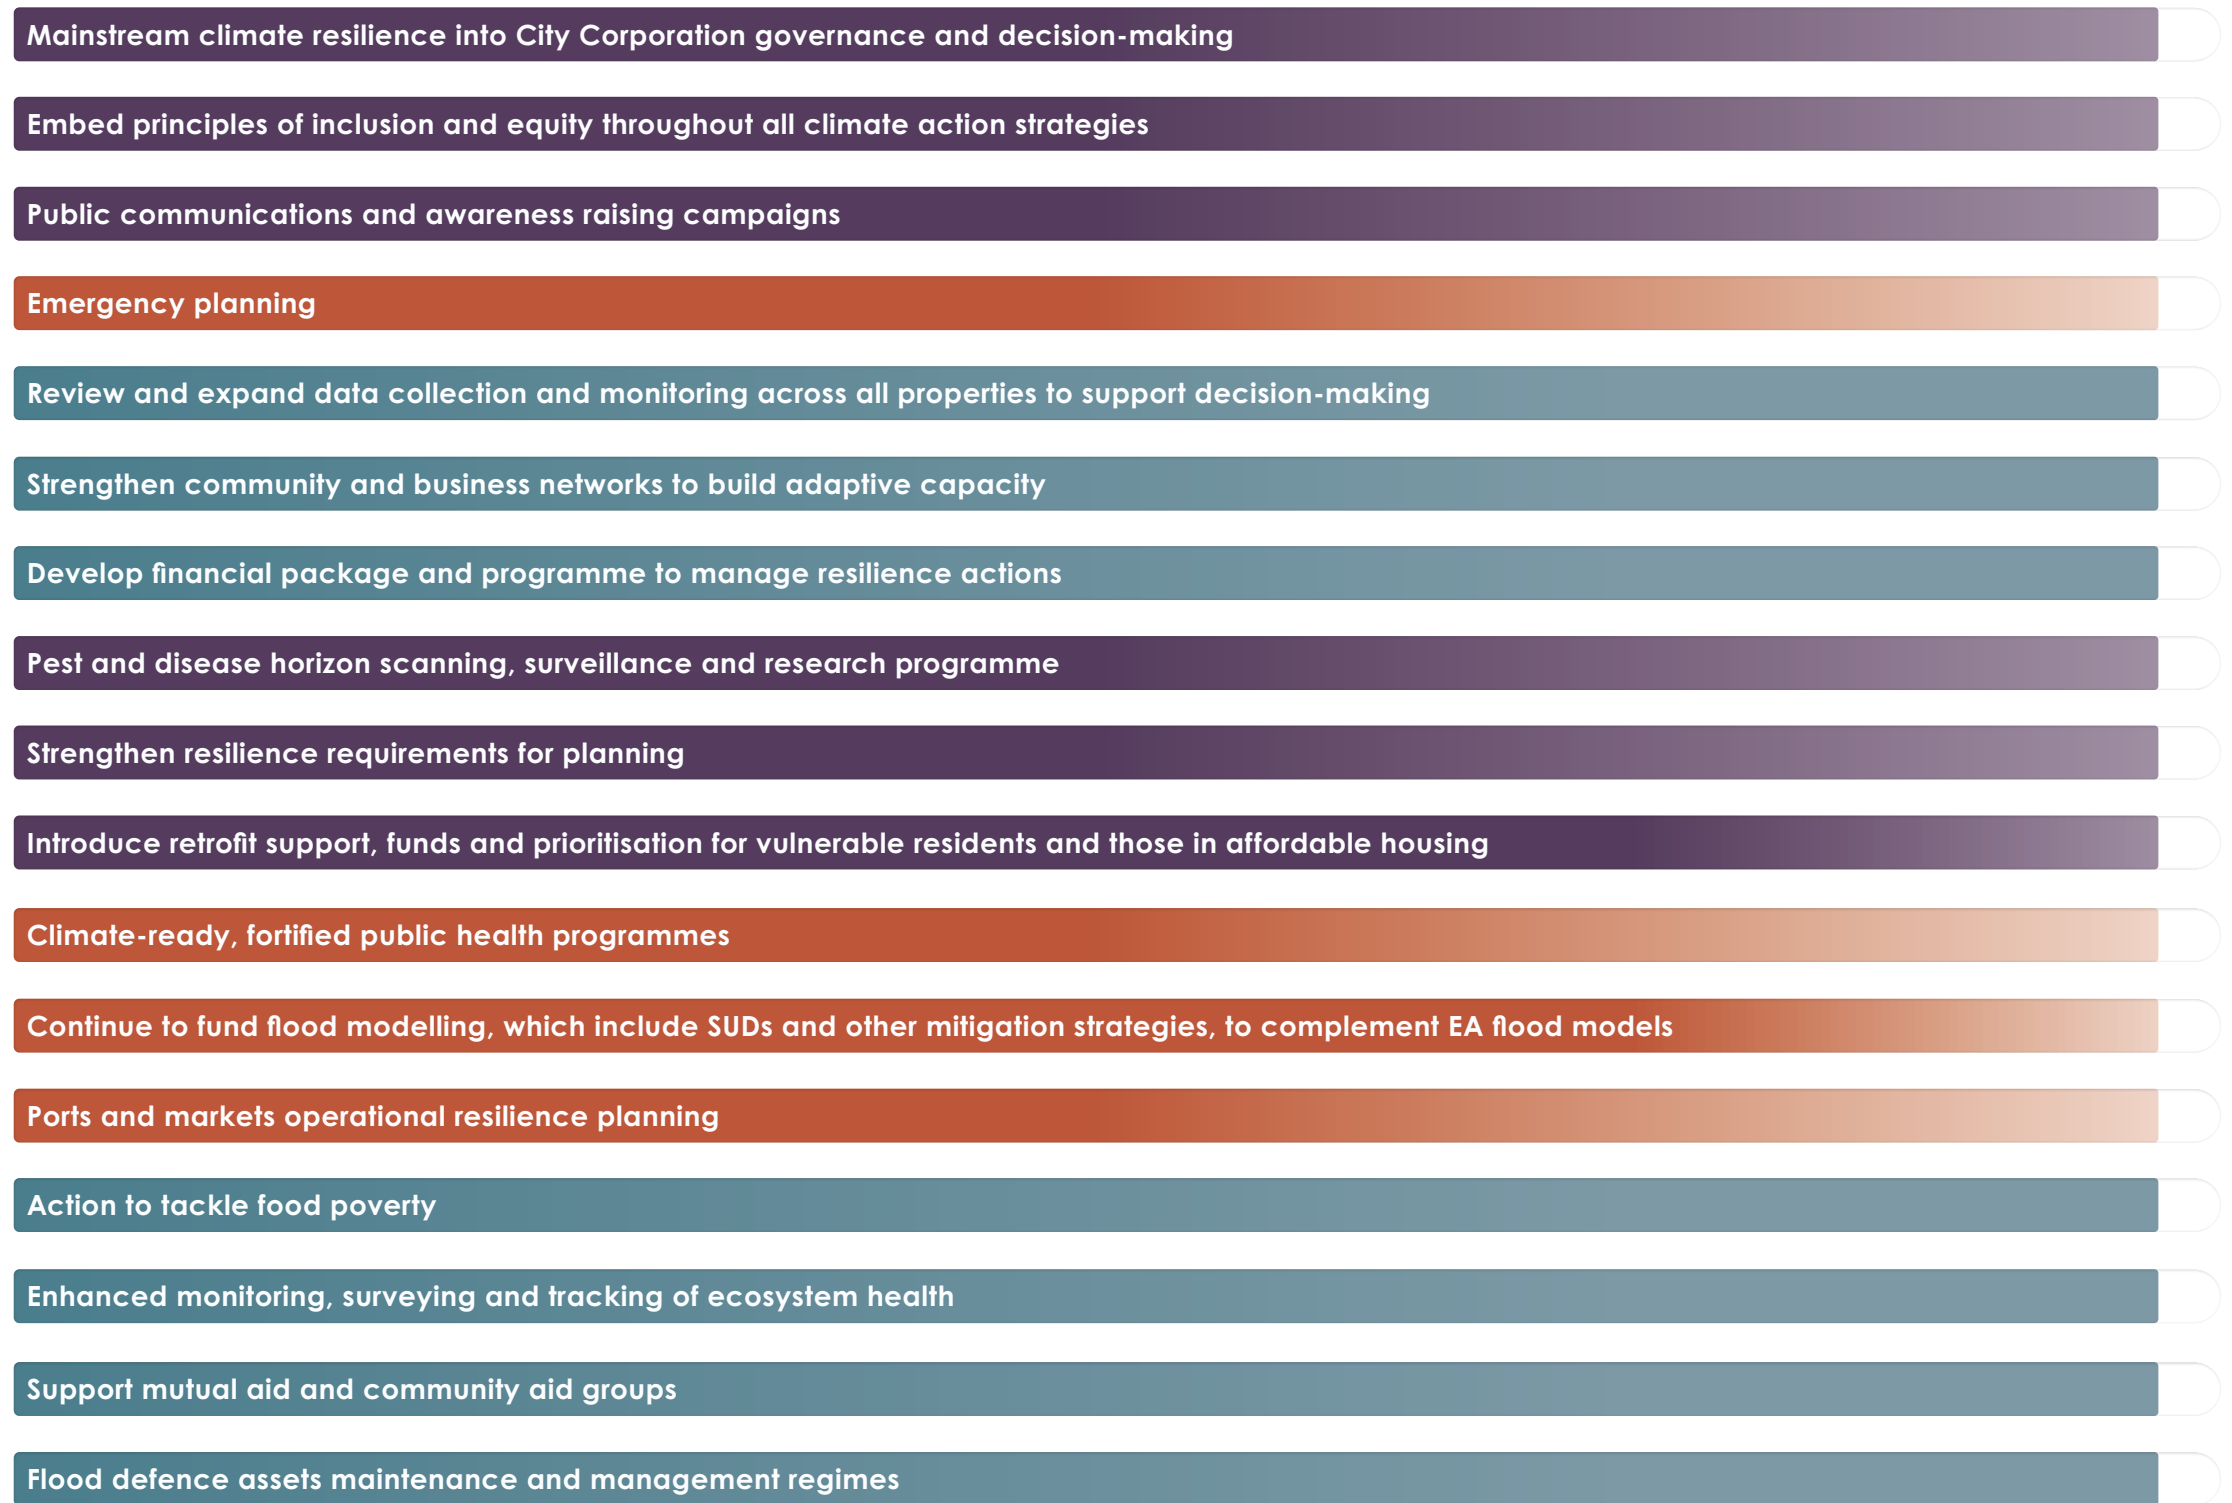 Mainstream climate resilience into City Corporation governance and decision-making
Embed principles of inclusion and equity throughout all climate action strategies
Public communications and awareness raising campaigns
Emergency planning
Review and expand data collection and monitoring across all properties to support decision-making
Strengthen community and business networks to build adaptive capacity
Develop financial package and programme to manage resilience actions
Pest and disease horizon scanning, surveillance and research programme
Strengthen resilience requirements for planning
Introduce retrofit support, funds and prioritisation for vulnerable residents and those in affordable housing
Climate-ready, fortified public health programmes
Continue to fund flood modelling, which include SUDs and other mitigation strategies, to complement EA flood models
Ports and markets operational resilience planning
Action to tackle food poverty
Enhanced monitoring, surveying and tracking of ecosystem health
Support mutual aid and community aid groups
Flood defence assets maintenance and management regimes